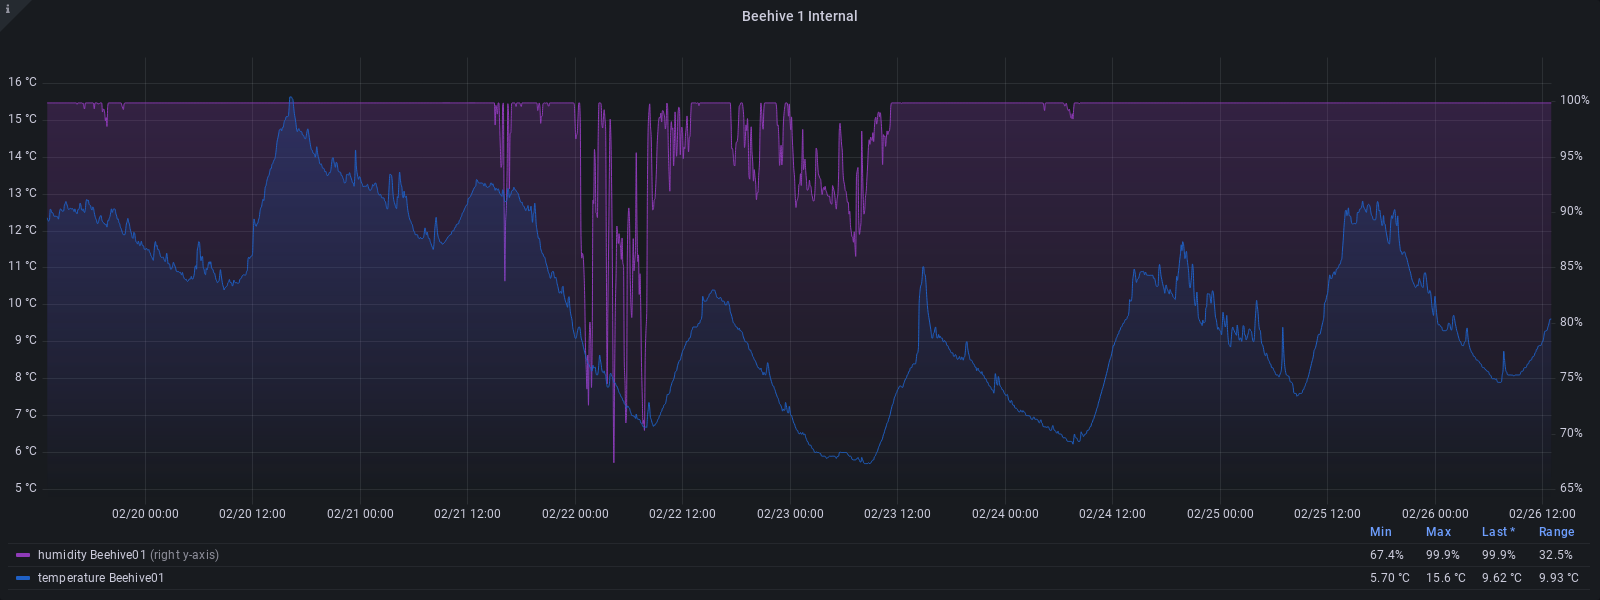 i
Beehive 1 Internal
16 °C
15 °C
14 °C
13 °C
12 °C
11 °C
10 °C
9 °C
8 °C
7 °C
6 °C
5 °C
100%
95%
90%
85%
80%
75%
70%
65%
02/20 00:00 02/20 12:00 02/21 00:00 02/21 12:00 02/22 00:00 02/22 12:00 02/23 00:00 02/23 12:00 02/24 00:00 02/24 12:00 02/25 00:00 02/25 12:00 02/26 00:00 02/26 12:00
Min Max Last * Range
humidity Beehive01 (right y-axis) 67.4% 99.9% 99.9% 32.5%
temperature Beehive01 5.70 °C 15.6 °C 9.62 °C 9.93 °C